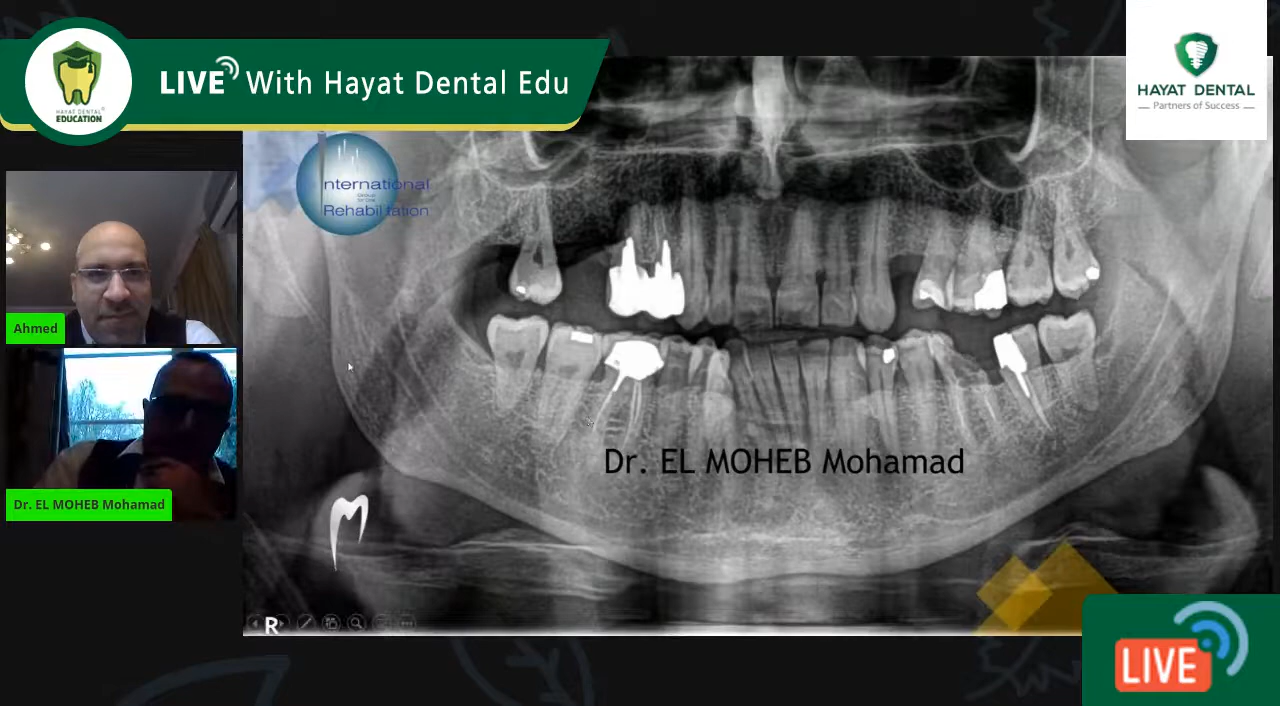 LIVE With Hayat Dental Edu
HAYAT DENTAL
EDUCATION
HAYAT DENTAL
Partners of Success
nternational
Rehabilitation
Ahmed
Dr. EL MOHEB Mohamad
Dr. EL MOHEB Mohamad
R
LIVE